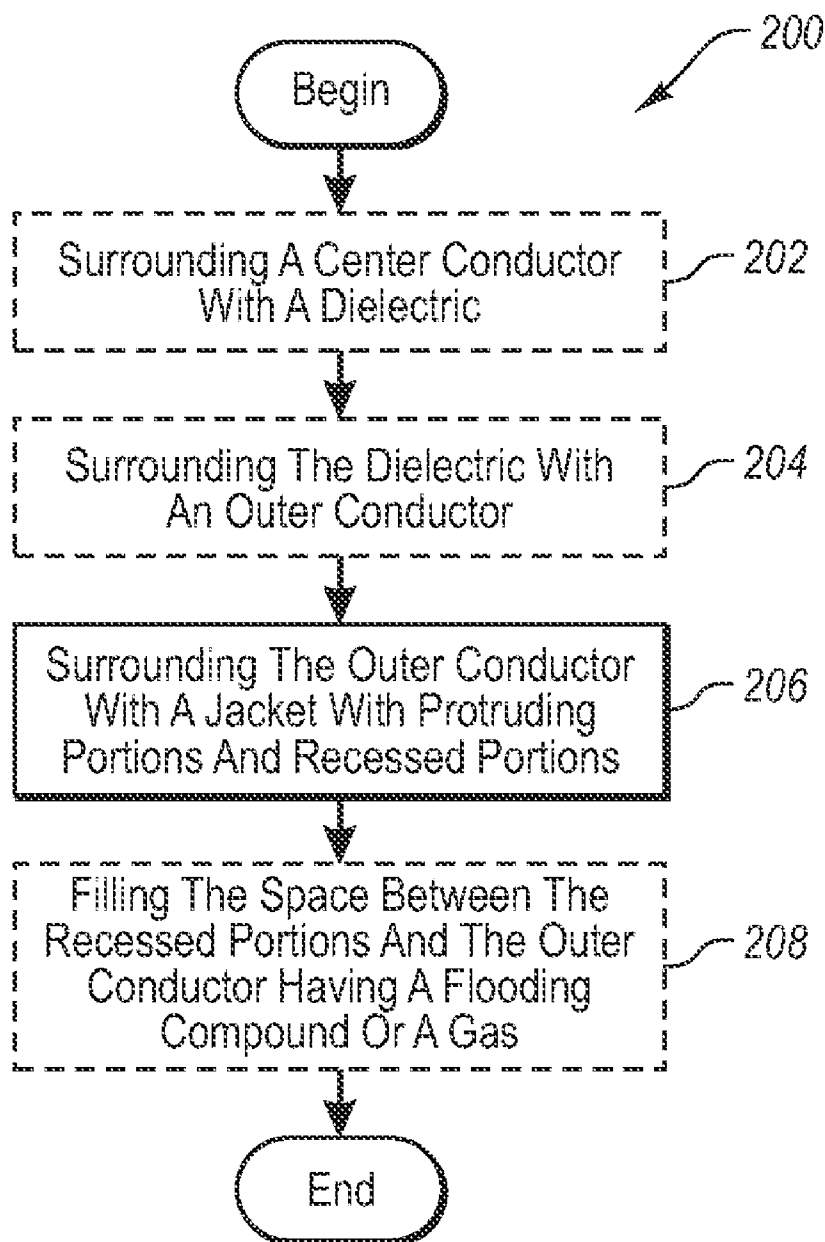 200
Begin
Surrounding A Center Conductor
With A Dielectric
202
Surrounding The Dielectric With
An Outer Conductor
204
Surrounding The Outer Conductor
With A Jacket With Protruding
Portions And Recessed Portions
206
Filling The Space Between The
Recessed Portions And The Outer
Conductor Having A Flooding
Compound Or A Gas
208
End